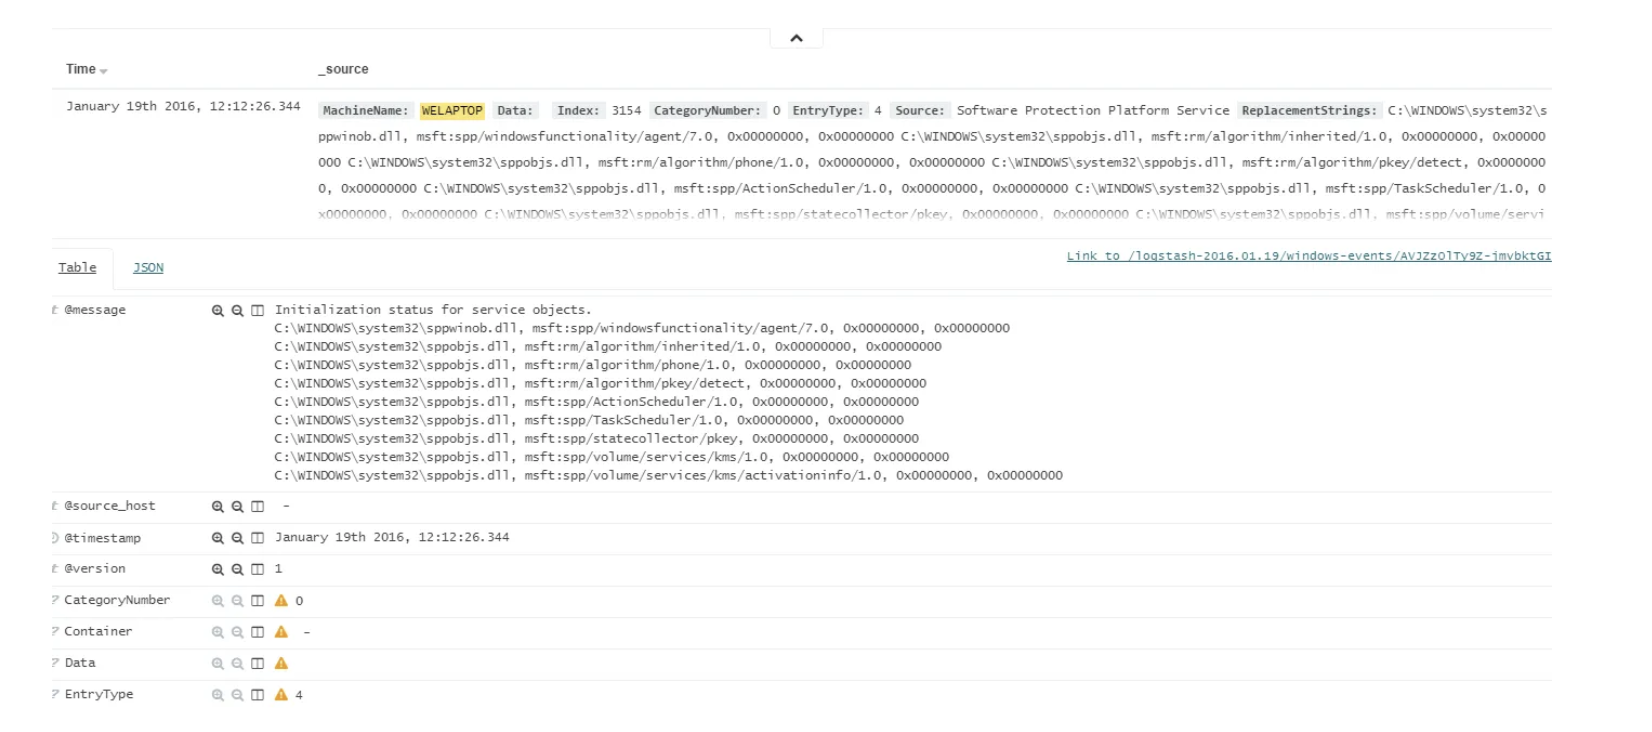 Time
_source
January 19th 2016, 12:12:26.344
MachineName: WELAPTOP Data: Index: 3154 CategoryNumber: 0 EntryType: 4 Source: Software Protection Platform Service ReplacementStrings: C:\WINDOWS\system32\s
ppwinob.dll, msft:spp/windowsfunctionality/agent/7.0, 0x00000000, 0x00000000 C:\WINDOWS\system32\sppobjs.dll, msft:rm/algorithm/inherited/1.0, 0x00000000, 0x00000
000 C:\WINDOWS\system32\sppobjs.dll, msft:rm/algorithm/phone/1.0, 0x00000000, 0x00000000 C:\WINDOWS\system32\sppobjs.dll, msft:rm/algorithm/pkey/detect, 0x0000000
0, 0x00000000 C:\WINDOWS\system32\sppobjs.dll, msft:spp/ActionScheduler/1.0, 0x00000000, 0x00000000 C:\WINDOWS\system32\sppobjs.dll, msft:spp/TaskScheduler/1.0, 0
x00000000, 0x00000000 C:\WINDOWS\system32\sppobjs.dll, msft:spp/statecollector/pkey, 0x00000000, 0x00000000 C:\WINDOWS\system32\sppobjs.dll, msft:spp/volume/servi
Table JSON
Link to /logstash-2016.01.19/windows-events/AVJZzOlTy9Z-jmvbktGI
t @message Initialization status for service objects.
C:\WINDOWS\system32\sppwinob.dll, msft:spp/windowsfunctionality/agent/7.0, 0x00000000, 0x00000000
C:\WINDOWS\system32\sppobjs.dll, msft:rm/algorithm/inherited/1.0, 0x00000000, 0x00000000
C:\WINDOWS\system32\sppobjs.dll, msft:rm/algorithm/phone/1.0, 0x00000000, 0x00000000
C:\WINDOWS\system32\sppobjs.dll, msft:rm/algorithm/pkey/detect, 0x00000000, 0x00000000
C:\WINDOWS\system32\sppobjs.dll, msft:spp/ActionScheduler/1.0, 0x00000000, 0x00000000
C:\WINDOWS\system32\sppobjs.dll, msft:spp/TaskScheduler/1.0, 0x00000000, 0x00000000
C:\WINDOWS\system32\sppobjs.dll, msft:spp/statecollector/pkey, 0x00000000, 0x00000000
C:\WINDOWS\system32\sppobjs.dll, msft:spp/volume/services/kms/1.0, 0x00000000, 0x00000000
C:\WINDOWS\system32\sppobjs.dll, msft:spp/volume/services/kms/activationinfo/1.0, 0x00000000, 0x00000000
t @source_host -
@timestamp January 19th 2016, 12:12:26.344
t @version 1
? CategoryNumber 0
? Container -
? Data
? EntryType 4